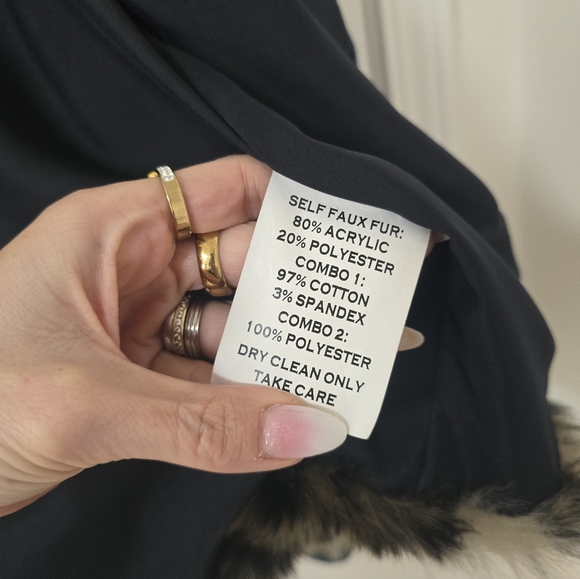 SELF FAUX FUR:
80% ACRYLIC
20% POLYESTER
COMBO 1:
97% COTTON
3% SPANDEX
COMBO 2:
100% POLYESTER
DRY CLEAN ONLY
TAKE CARE